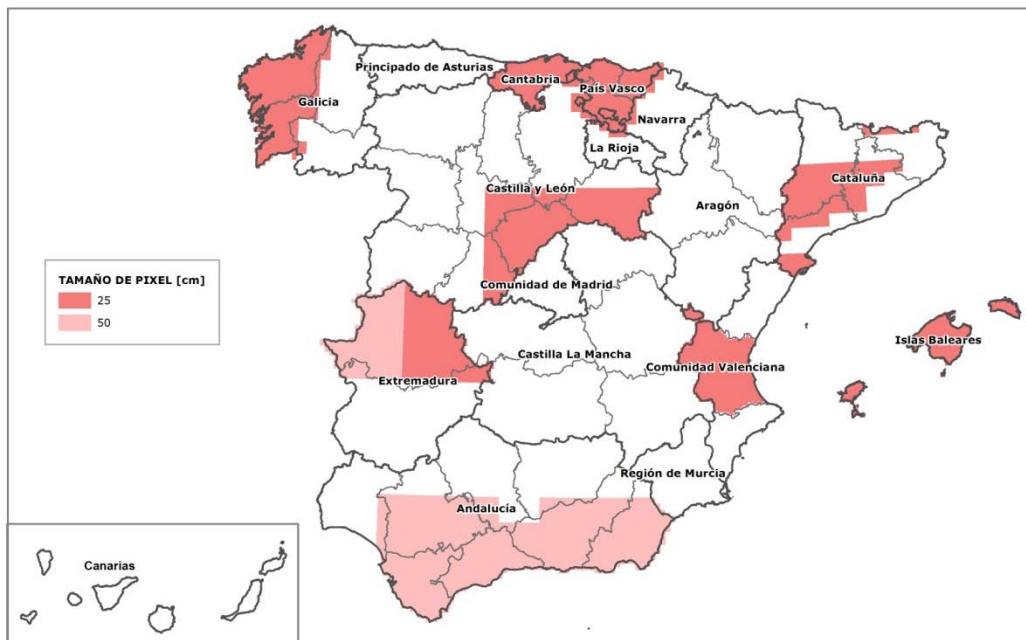 Principado de Asturias
Cantabria
País Vasco
Galicia
Navarra
La Rioja
Castilla y León
Cataluña
Aragón
TAMAÑO DE PIXEL [cm]
25
50
Comunidad de Madrid
Islas Baleares
Castilla La Mancha
Comunidad Valenciana
Extremadura
Región de Murcia
Andalucía
Canarias